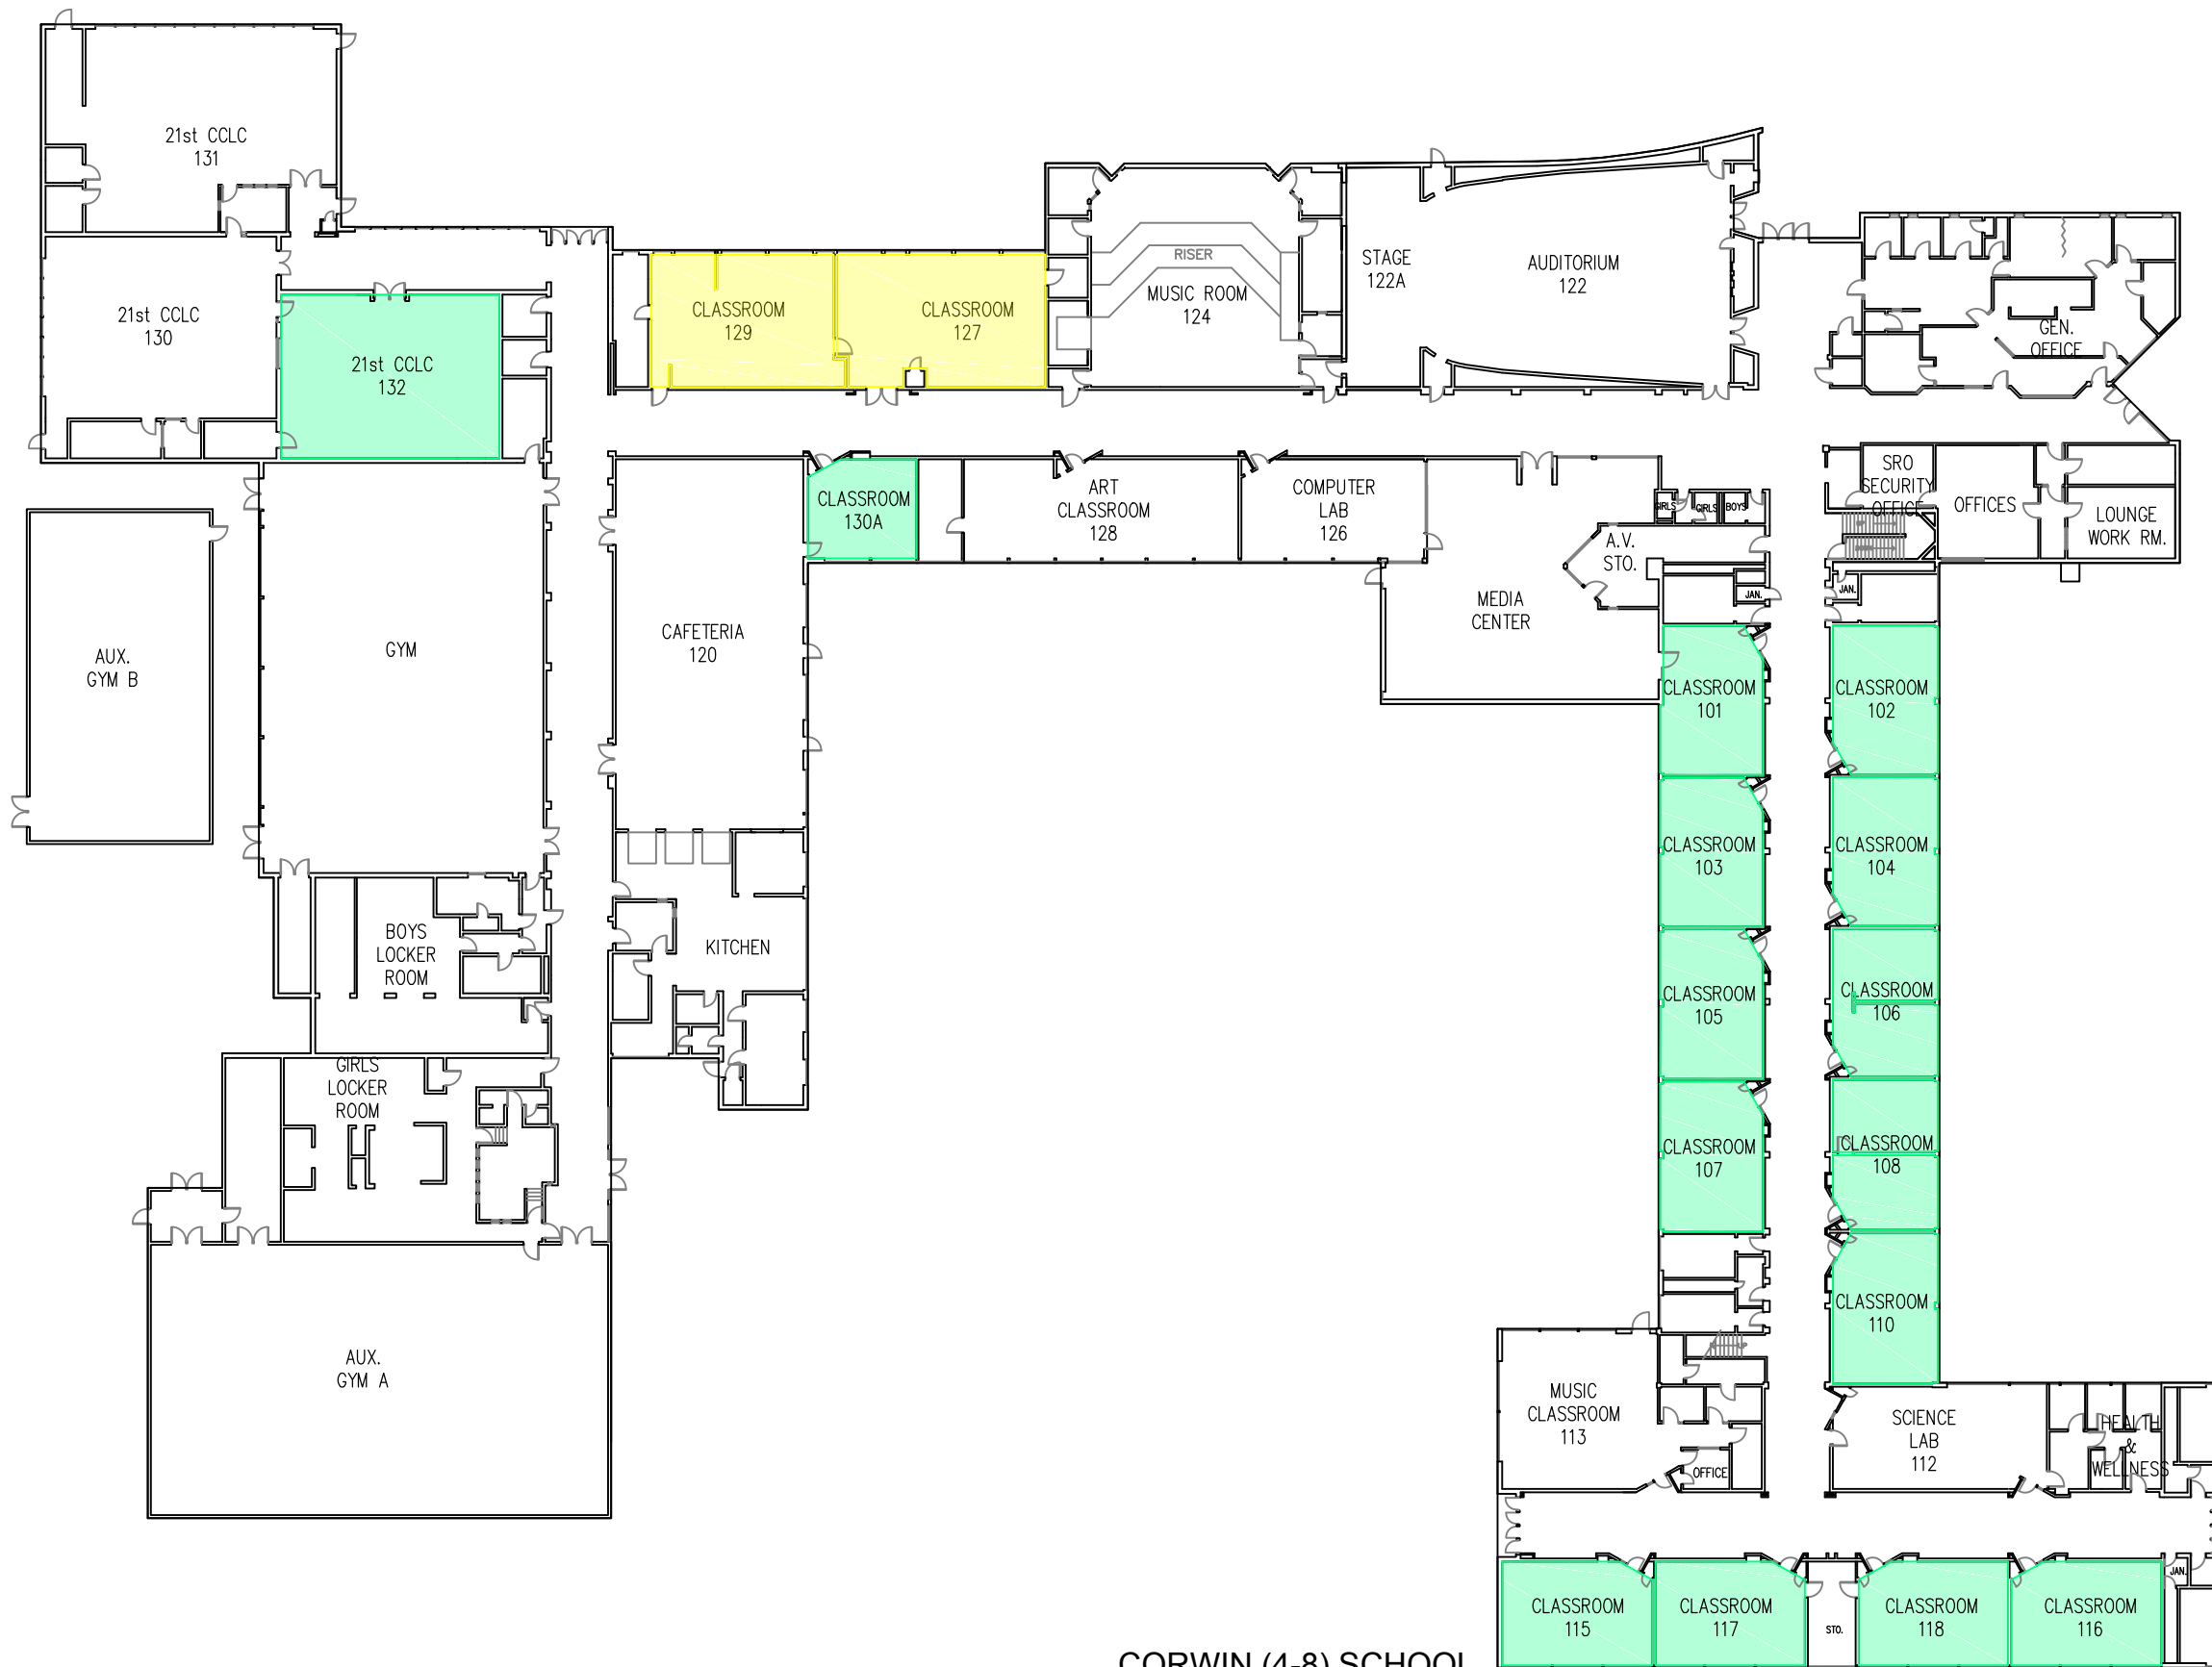 21st CCLC
131
21st CCLC
130
21st CCLC
132
CLASSROOM
129
CLASSROOM
127
RISER
MUSIC ROOM
124
STAGE
122A
AUDITORIUM
122
GEN.
OFFICE
SRO
SECURITY
OFFICE
OFFICES
LOUNGE
WORK RM.
CLASSROOM
130A
ART
CLASSROOM
128
COMPUTER
LAB
126
GIRLS
GIRLS
BOYS
A.V.
STO.
JAN.
JAN.
MEDIA
CENTER
AUX.
GYM B
GYM
CAFETERIA
120
CLASSROOM
101
CLASSROOM
102
CLASSROOM
103
CLASSROOM
104
BOYS
LOCKER
ROOM
KITCHEN
CLASSROOM
105
CLASSROOM
106
GIRLS
LOCKER
ROOM
CLASSROOM
107
CLASSROOM
108
CLASSROOM
110
AUX.
GYM A
MUSIC
CLASSROOM
113
OFFICE
SCIENCE
LAB
112
HEALTH
&
WELLNESS
CLASSROOM
115
CLASSROOM
117
STO.
CLASSROOM
118
CLASSROOM
116
JAN.
CORWIN (4-8) SCHOOL